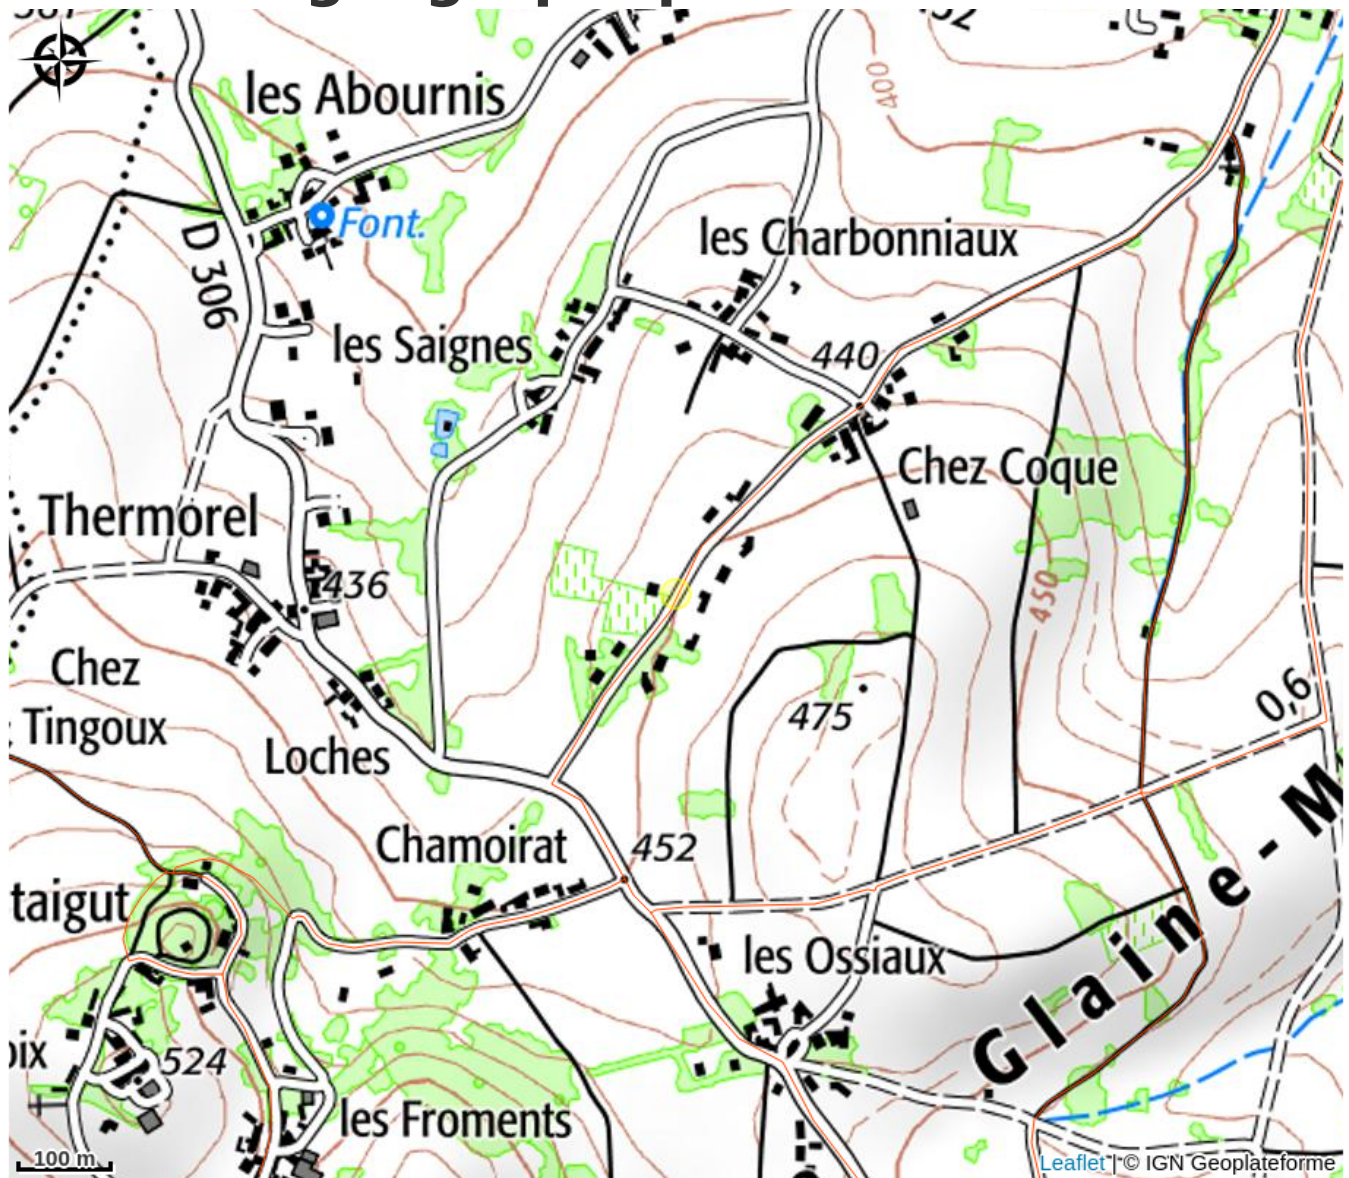 les Abournis
400
Font.
D 306
les Charbonniaux
les Saignes
440
Chez Coque
Thermorel
436
450
Chez
Tingoux
Loches
475
0,6
Chamoirat
452
taigut
les Ossiaux
Glaine-M
oix
524
les Froments
100 m
Leaflet | © IGN Geoplateforme